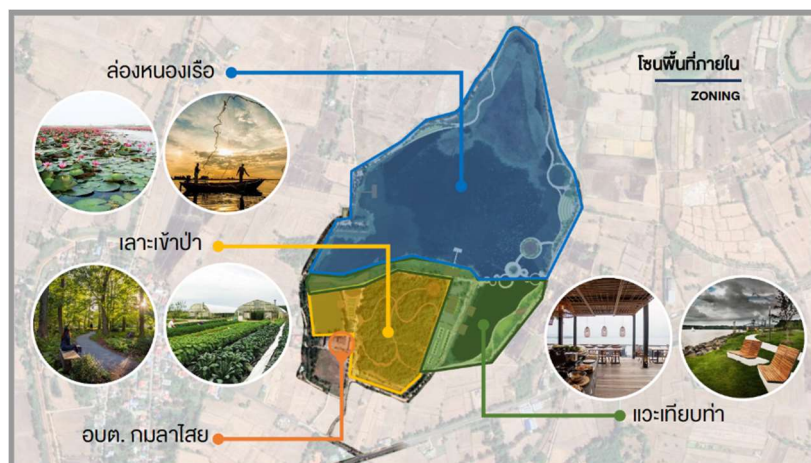 ล่องหนองเรือ
โซนพื้นที่ภายใน
ZONING
เลาะเข้าป่า
แวะเทียบท่า
อบต. กมลาไสย